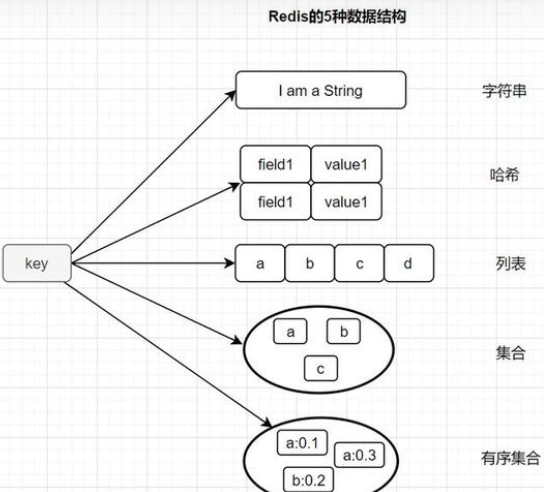 Redis的5种数据结构
I am a String
字符串
field1 value1
field1 value1
哈希
key
a b c d
列表
a b
c
集合
a:0.1
a:0.3
b:0.2
有序集合